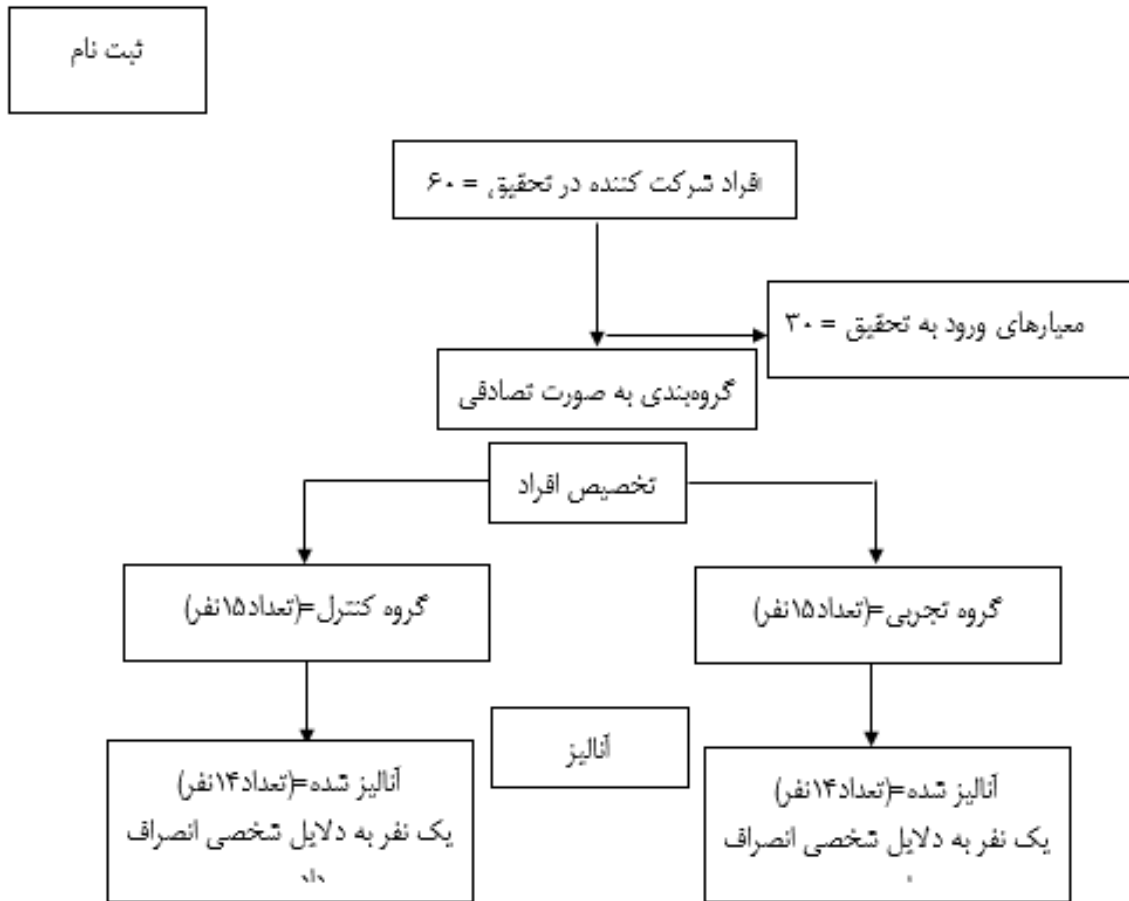 ثبت نام
افراد شرکت کننده در تحقیق = ۶۰
معیارهای ورود به تحقیق = ۳۰
گروه‌بندی به صورت تصادفی
تخصیص افراد
گروه تجربی=(تعداد۱۵نفر)
گروه کنترل=(تعداد۱۵نفر)
آنالیز
آنالیز شده=(تعداد۱۴نفر)
یک نفر به دلایل شخصی انصراف
آنالیز شده=(تعداد۱۴نفر)
یک نفر به دلایل شخصی انصراف